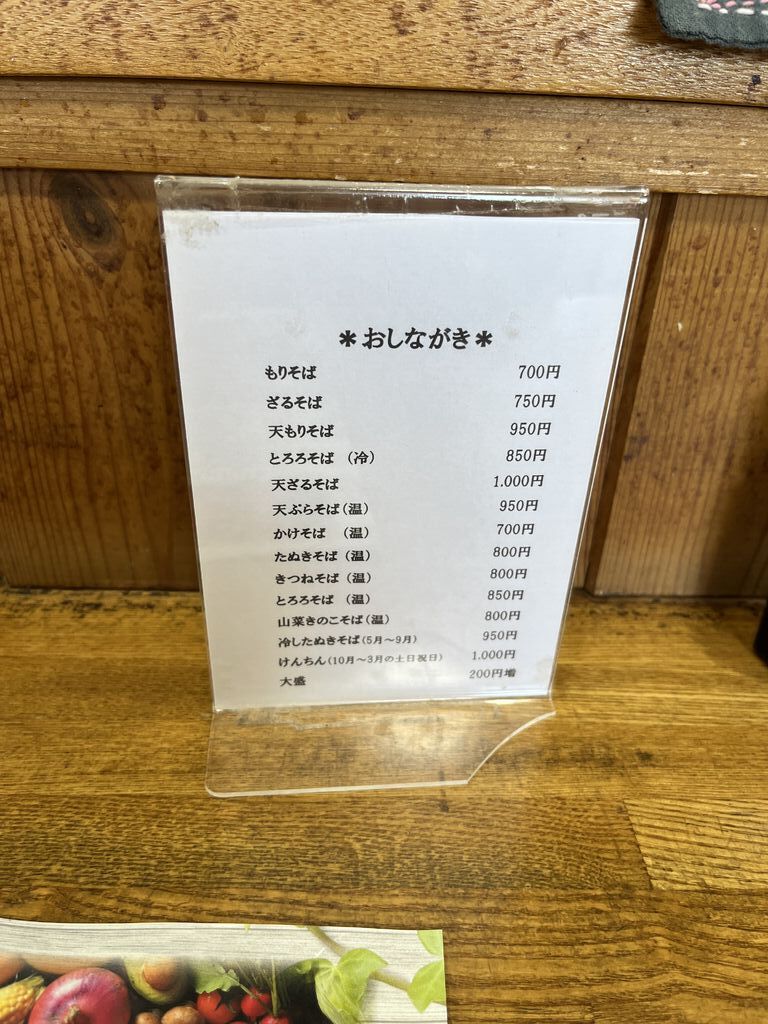 ＊おしながき＊
もりそば 700円
ざるそば 750円
天もりそば 950円
とろろそば （冷） 850円
天ざるそば 1.000円
天ぷらそば（温） 950円
かけそば （温） 700円
たぬきそば（温） 800円
きつねそば（温） 800円
とろろそば （温） 850円
山菜きのこそば（温） 800円
冷したぬきそば（5月～9月） 950円
けんちん（10月～3月の土日祝日） 1.000円
大盛 200円増